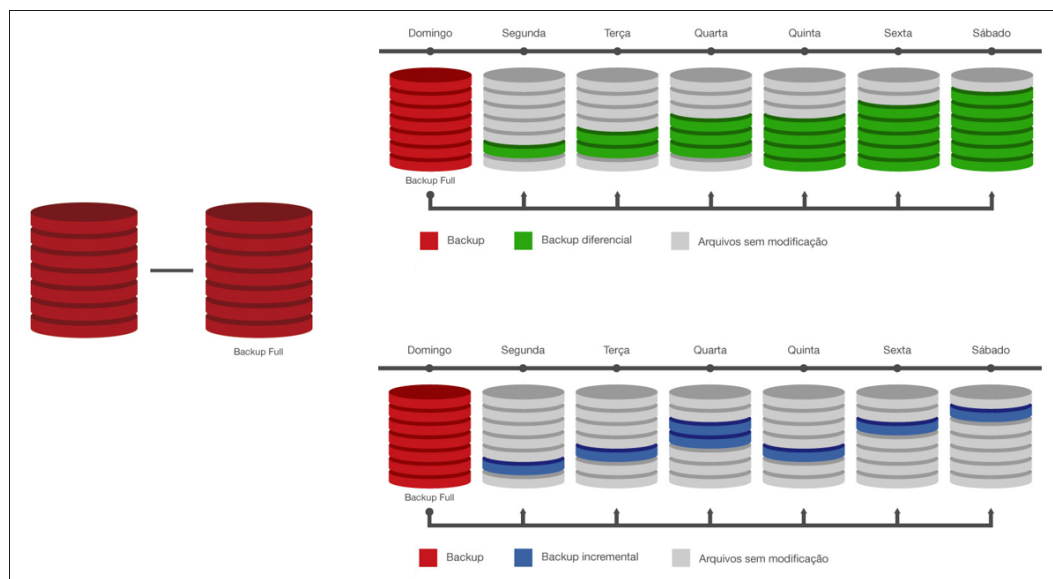 Backup Full
Domingo Segunda Terça Quarta Quinta Sexta Sábado
Backup Full
Backup Backup diferencial Arquivos sem modificação
Domingo Segunda Terça Quarta Quinta Sexta Sábado
Backup Full
Backup Backup incremental Arquivos sem modificação